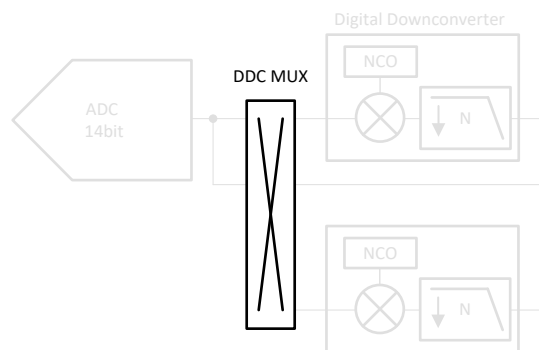 Digital Downconverter
NCO
DDC MUX
ADC
14bit
N
NCO
N